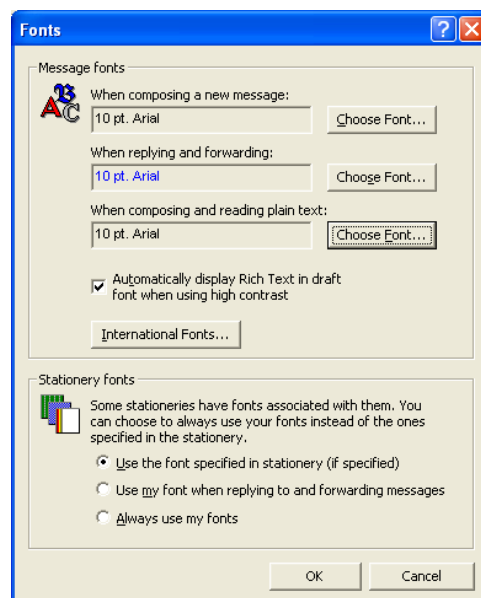 Fonts
Message fonts
When composing a new message:
10 pt. Arial
Choose Font...
When replying and forwarding:
10 pt. Arial
Choose Font...
When composing and reading plain text:
10 pt. Arial
Choose Font...
Automatically display Rich Text in draft
font when using high contrast
International Fonts...
Stationery fonts
Some stationeries have fonts associated with them. You
can choose to always use your fonts instead of the ones
specified in the stationery.
Use the font specified in stationery (if specified)
Use my font when replying to and forwarding messages
Always use my fonts
OK
Cancel